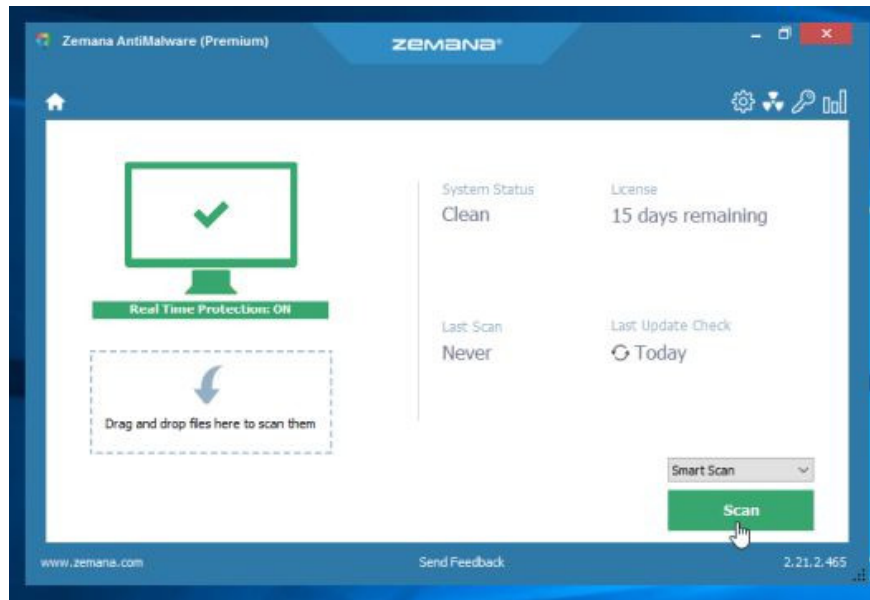 Zemana AntiMalware (Premium)
zemana
System Status
Clean
License
15 days remaining
Real Time Protection: ON
Last Scan
Never
Last Update Check
Today
Drag and drop files here to scan them
Smart Scan
Scan
www.zemana.com
Send Feedback
2.21.2.465